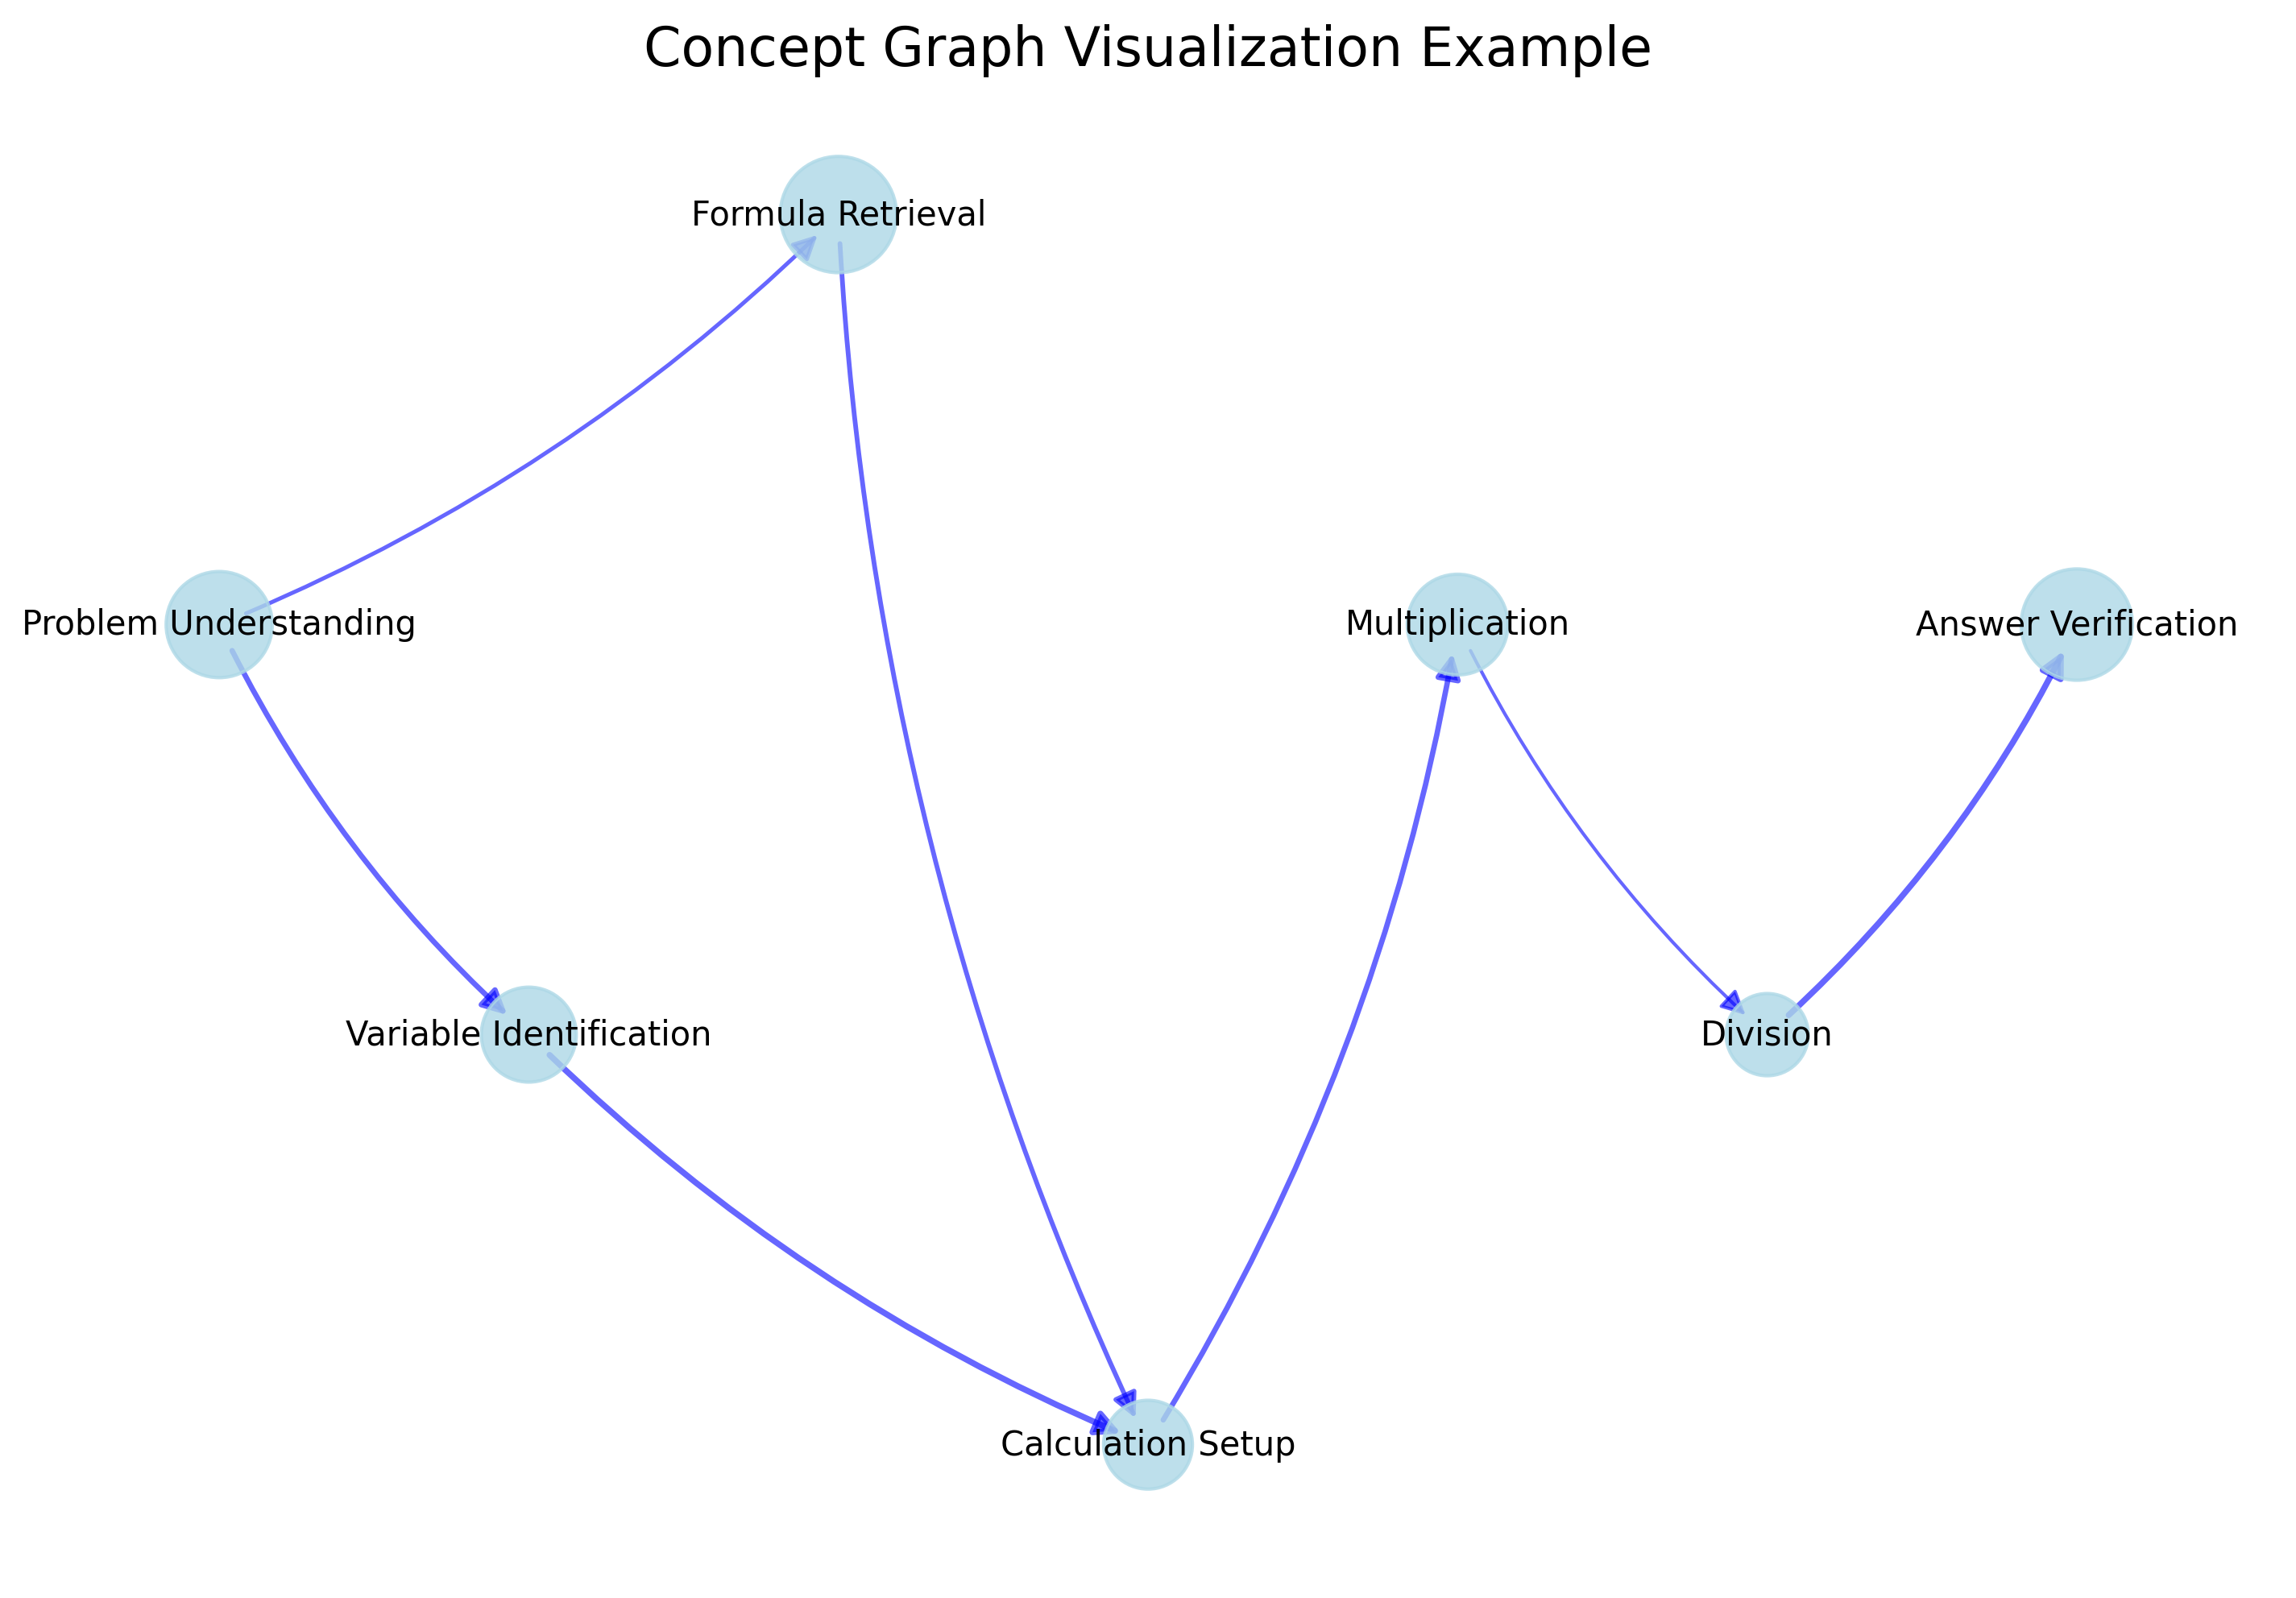 Concept Graph Visualization Example
Formula Retrieval
Problem Understanding
Multiplication
Answer Verification
Variable Identification
Division
Calculation Setup